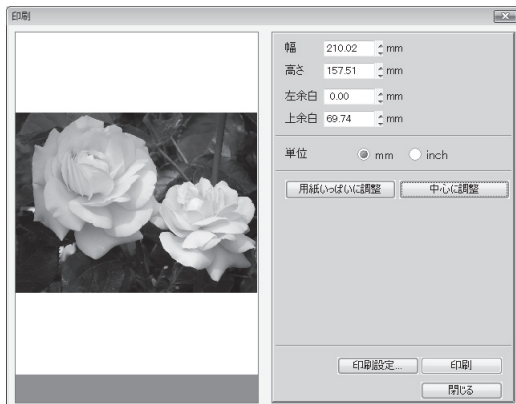 印刷
幅 210.02 mm
高さ 157.51 mm
左余白 0.00 mm
上余白 69.74 mm
単位 mm inch
用紙いっぱいに調整 中心に調整
印刷設定... 印刷
閉じる